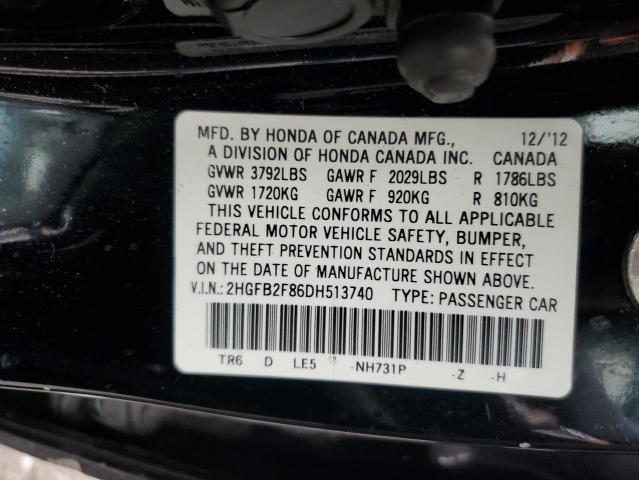 MFD. BY HONDA OF CANADA MFG., 12/'12
A DIVISION OF HONDA CANADA INC. CANADA
GVWR 3792LBS GAWR F 2029LBS R 1786LBS
GVWR 1720KG GAWR F 920KG R 810KG
THIS VEHICLE CONFORMS TO ALL APPLICABLE
FEDERAL MOTOR VEHICLE SAFETY, BUMPER,
AND THEFT PREVENTION STANDARDS IN EFFECT
ON THE DATE OF MANUFACTURE SHOWN ABOVE.
V.I.N.: 2HGFB2F86DH513740 TYPE: PASSENGER CAR
TR6 D LE5 -NH731P -Z -H